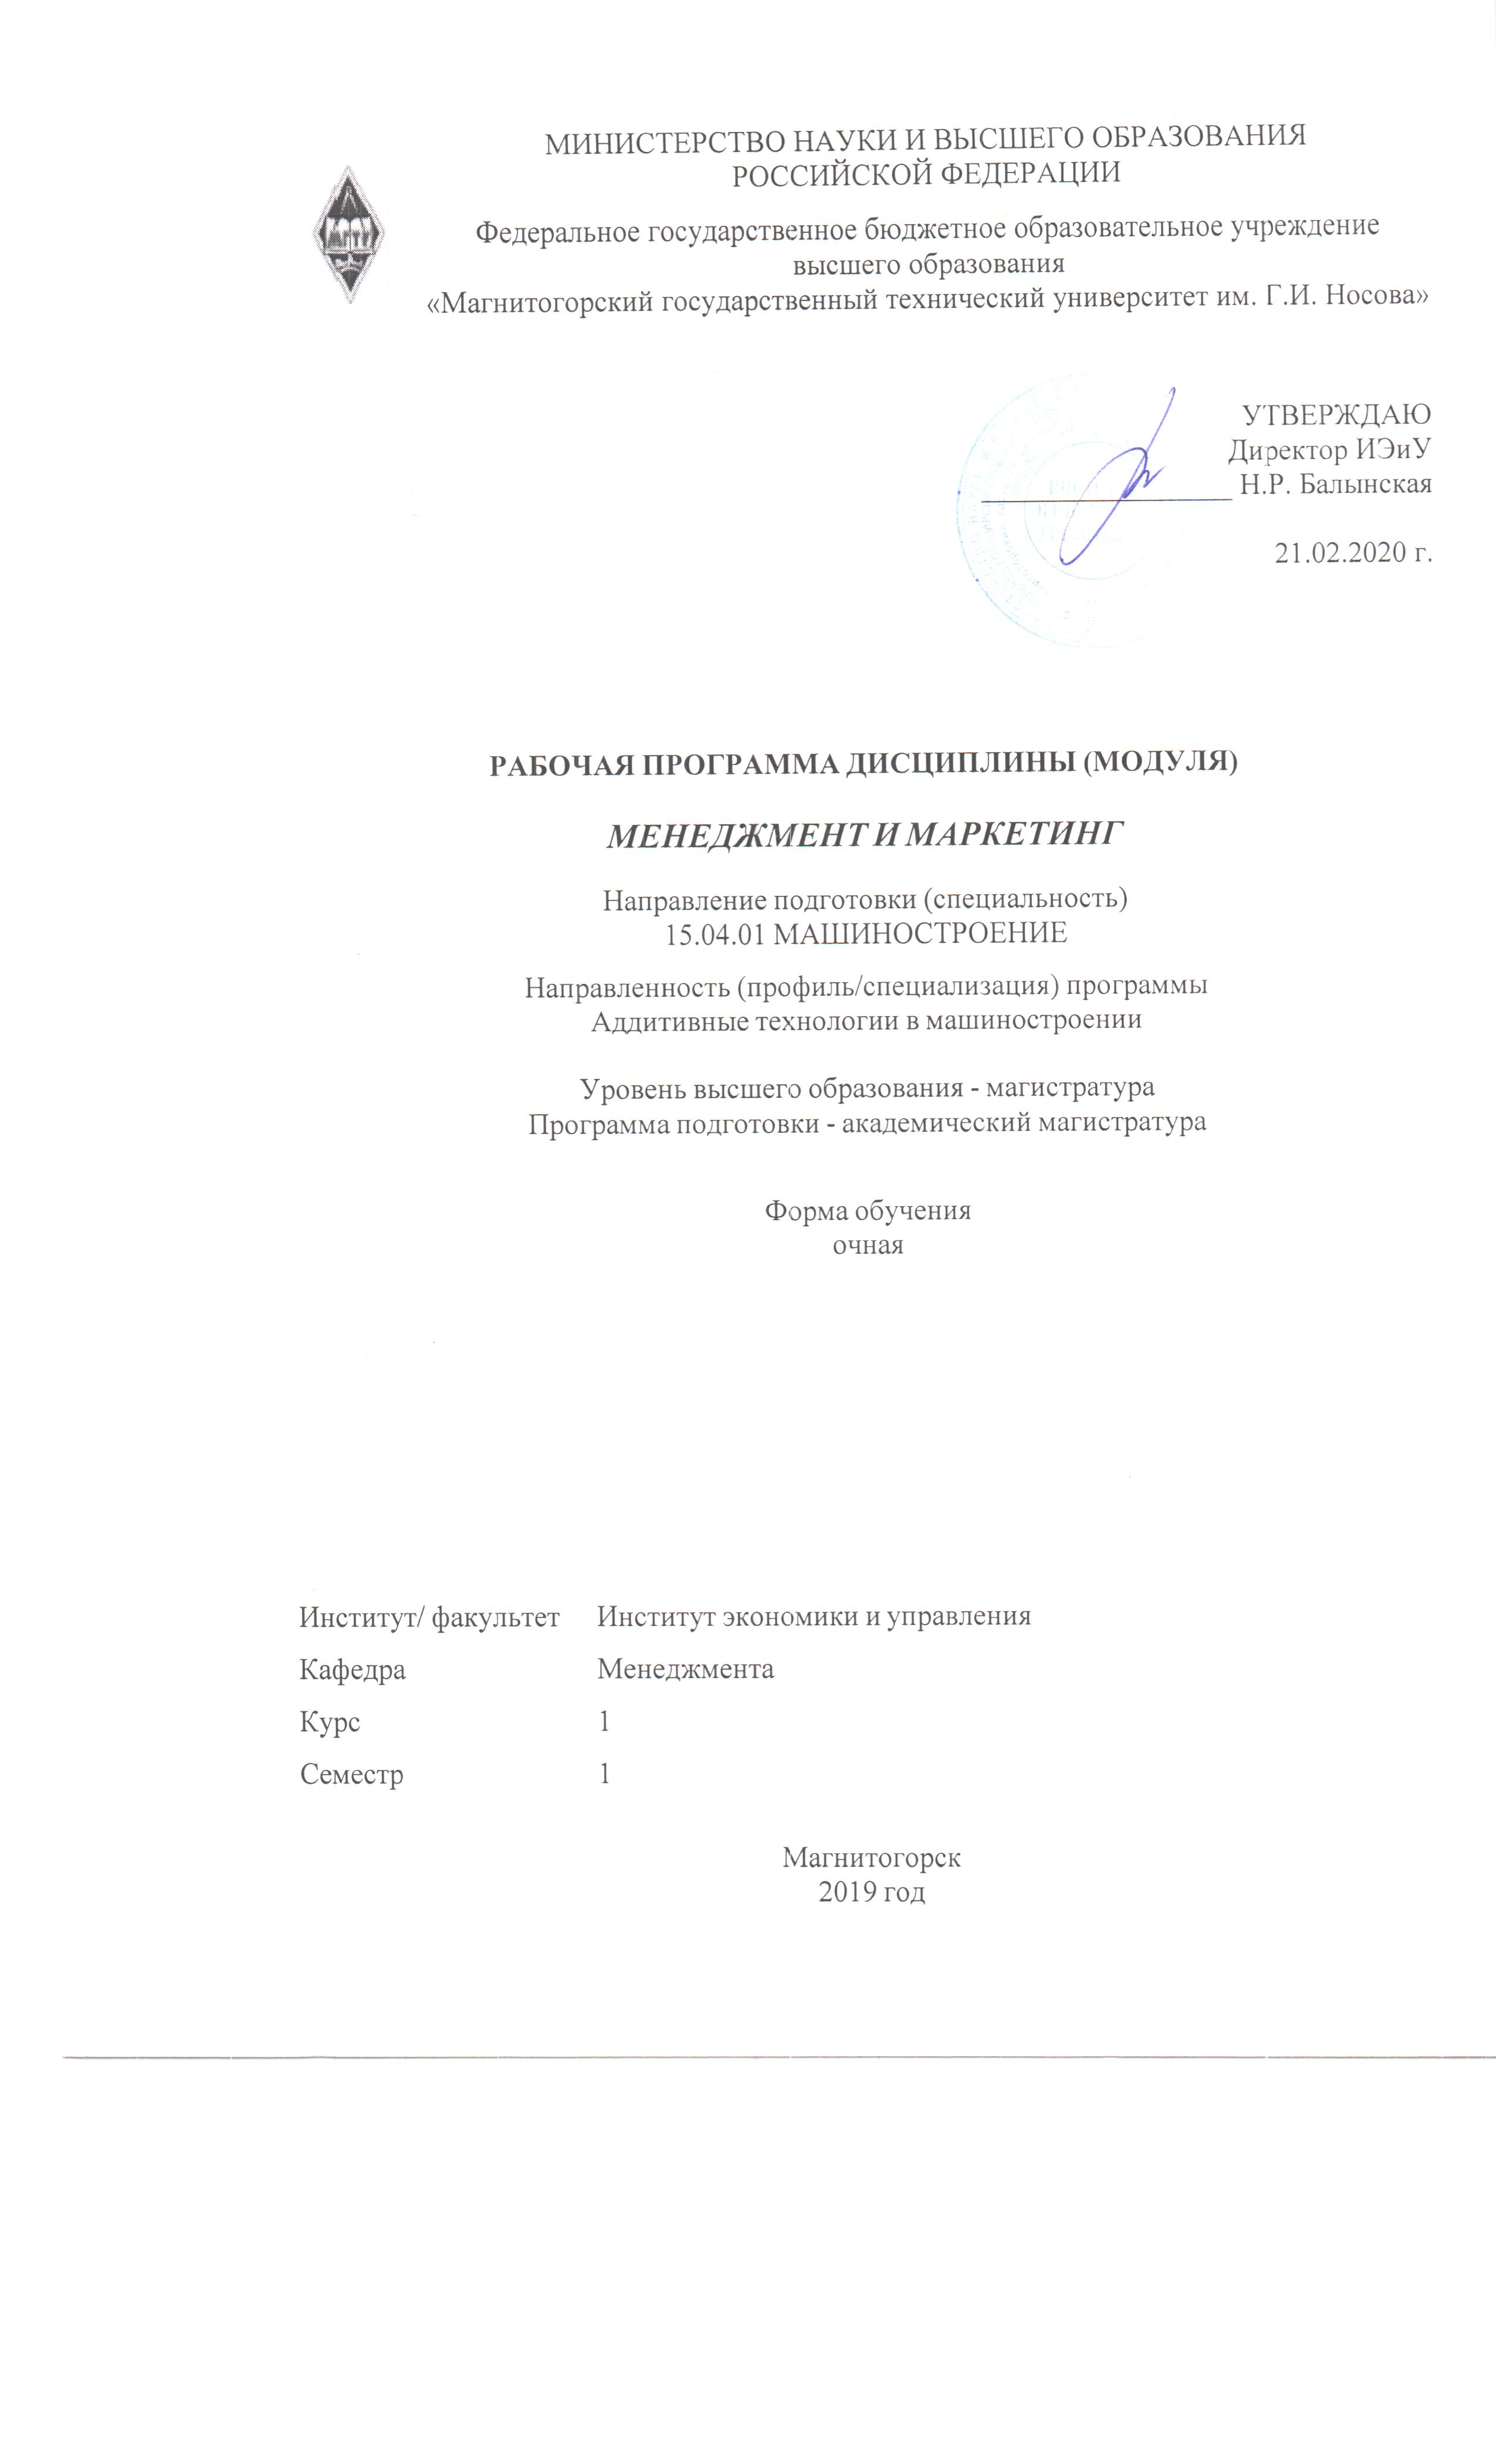 МИНИСТЕРСТВО НАУКИ И ВЫСШЕГО ОБРАЗОВАНИЯ
РОССИЙСКОЙ ФЕДЕРАЦИИ
Федеральное государственное бюджетное образовательное учреждение
высшего образования
«Магнитогорский государственный технический университет им. Г.И. Носова»
МГТУ
УТВЕРЖДАЮ
Директор ИЭиУ
Н.Р. Балынская
21.02.2020 г.
РАБОЧАЯ ПРОГРАММА ДИСЦИПЛИНЫ (МОДУЛЯ)
МЕНЕДЖМЕНТ И МАРКЕТИНГ
Направление подготовки (специальность)
15.04.01 МАШИНОСТРОЕНИЕ
Направленность (профиль/специализация) программы
Аддитивные технологии в машиностроении
Уровень высшего образования - магистратура
Программа подготовки - академический магистратура
Форма обучения
очная
Институт/ факультет Институт экономики и управления
Кафедра Менеджмента
Курс 1
Семестр 1
Магнитогорск
2019 год